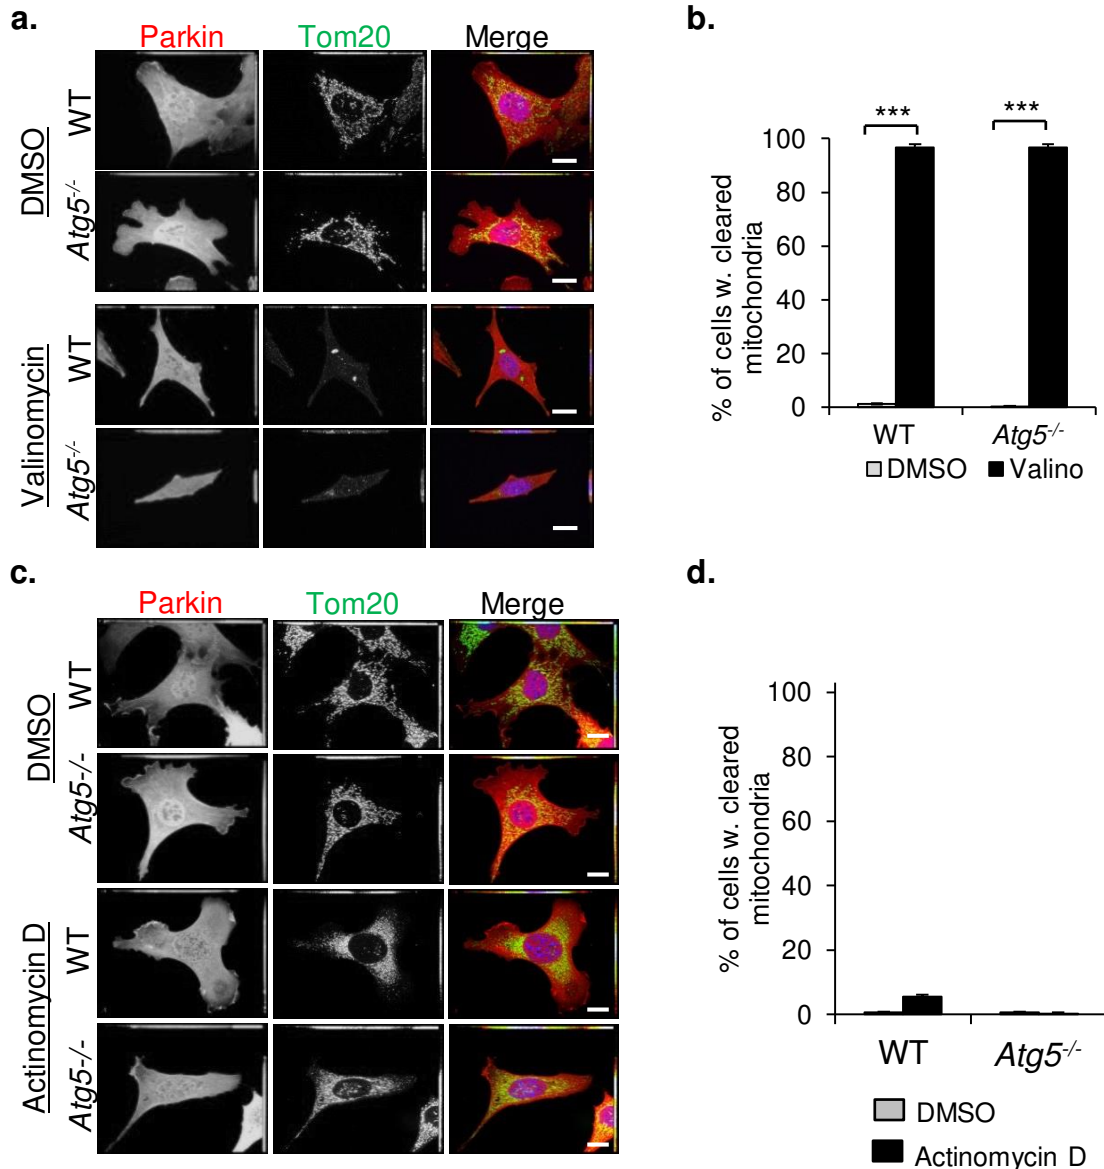 a.
Parkin
Tom20
Merge
DMSO
WT
Atg5-/-
Valinomycin
WT
Atg5-/-
b.
% of cells w. cleared
mitochondria
100
80
60
40
20
0
***
***
WT
Atg5-/-
DMSO
Valino
c.
Parkin
Tom20
Merge
DMSO
WT
Atg5-/-
Actinomycin D
WT
Atg5-/-
d.
% of cells w. cleared
mitochondria
100
80
60
40
20
0
WT
Atg5-/-
DMSO
Actinomycin D